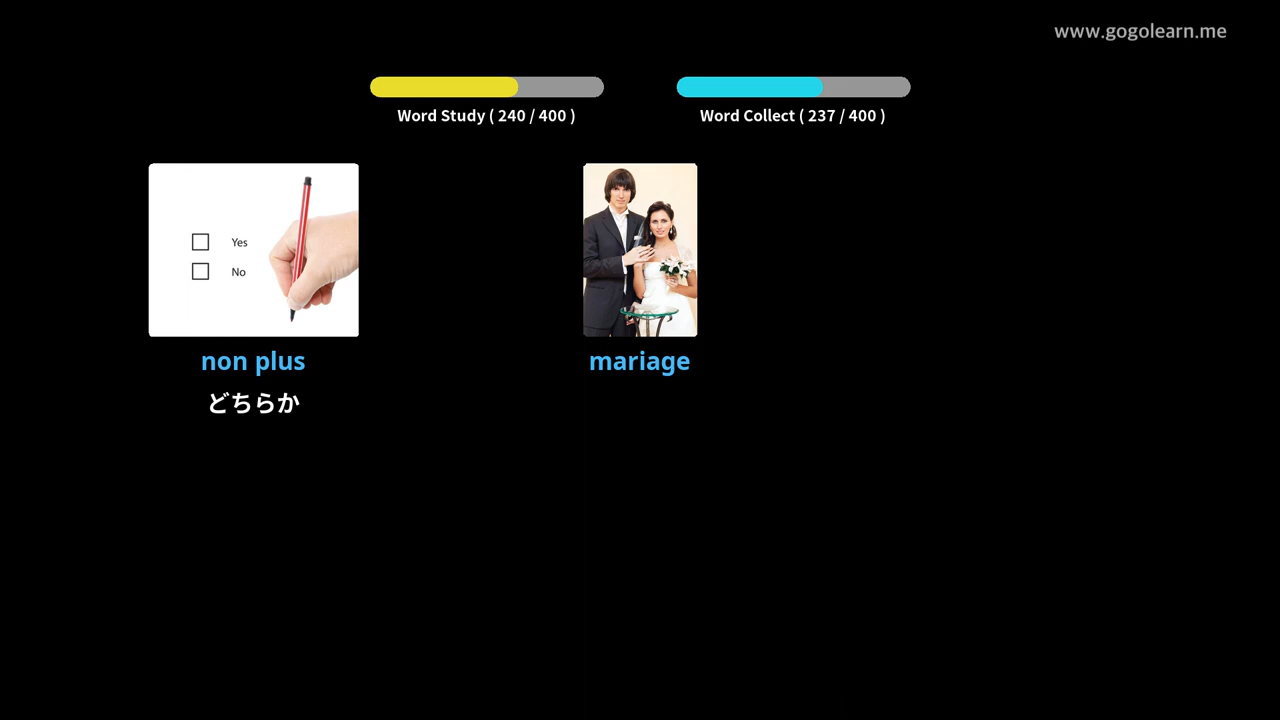 www.gogolearn.me
Word Study ( 240 / 400 )
Word Collect ( 237 / 400 )
Yes
No
non plus
どちらか
mariage